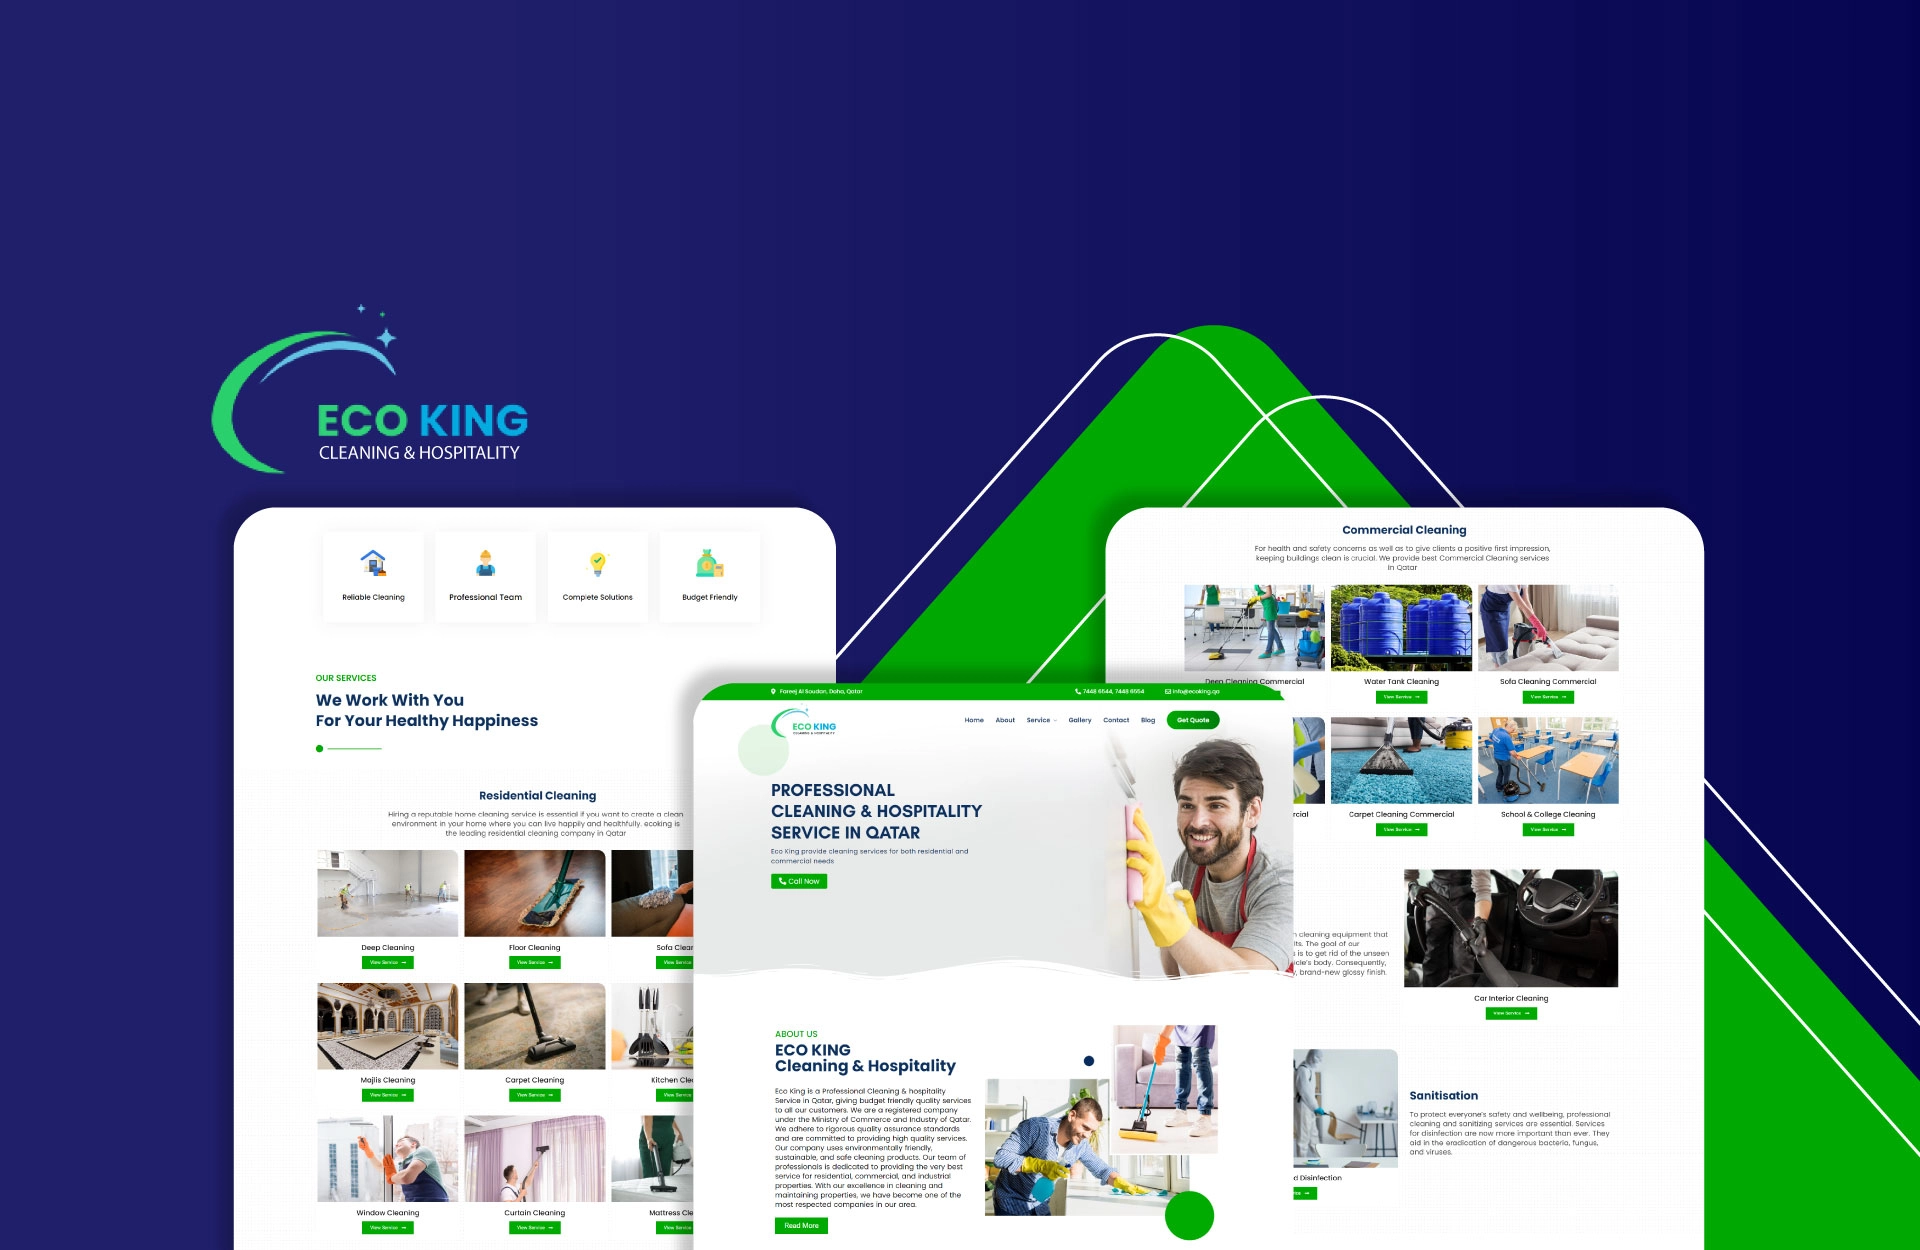 ECO KING
CLEANING & HOSPITALITY
Reliable Cleaning
Professional Team
Complete Solutions
Budget Friendly
OUR SERVICES
We Work With You
For Your Healthy Happiness
Residential Cleaning
Hiring a reputable home cleaning service is essential if you want to create a clean
environment in your home where you can live happily and healthfully. ecoking is
the leading residential cleaning company in Qatar
Deep Cleaning
Floor Cleaning
Sofa Clea
View Service
View Service
View Service
Majlis Cleaning
Carpet Cleaning
Kitchen Cle
View Service
View Service
View Service
Window Cleaning
Curtain Cleaning
Mattress Cle
View Service
View Service
View Service
Fareej Al Soudan, Doha, Qatar
7448 6544, 7448 6554
info@ecoking.qa
ECO KING
CLEANING & HOSPITALITY
Home
About
Service
Gallery
Contact
Blog
Get Quote
PROFESSIONAL
CLEANING & HOSPITALITY
SERVICE IN QATAR
Eco King provide cleaning services for both residential and
commercial needs
Call Now
ABOUT US
ECO KING
Cleaning & Hospitality
Eco King is a Professional Cleaning & hospitality
Service in Qatar, giving budget friendly quality services
to all our customers. We are a registered company
under the Ministry of Commerce and Industry of Qatar.
We adhere to rigorous quality assurance standards
and are committed to providing high quality services.
Our company uses environmentally friendly,
sustainable, and safe cleaning products. Our team of
professionals is dedicated to providing the very best
service for residential, commercial, and industrial
properties. With our excellence in cleaning and
maintaining properties, we have become one of the
most respected companies in our area.
Read More
Commercial Cleaning
For health and safety concerns as well as to give clients a positive first impression,
keeping buildings clean is crucial. We provide best Commercial Cleaning services
in Qatar
Deep Cleaning Commercial
Water Tank Cleaning
Sofa Cleaning Commercial
View Service
View Service
rcial
Carpet Cleaning Commercial
School & College Cleaning
View Service
View Service
n cleaning equipment that
lts. The goal of our
s is to get rid of the unseen
icle's body. Consequently,
y, brand-new glossy finish.
Car Interior Cleaning
View Service
Sanitisation
To protect everyone's safety and wellbeing, professional
cleaning and sanitizing services are essential. Services
for disinfection are now more important than ever. They
aid in the eradication of dangerous bacteria, fungus,
and viruses.
d Disinfection